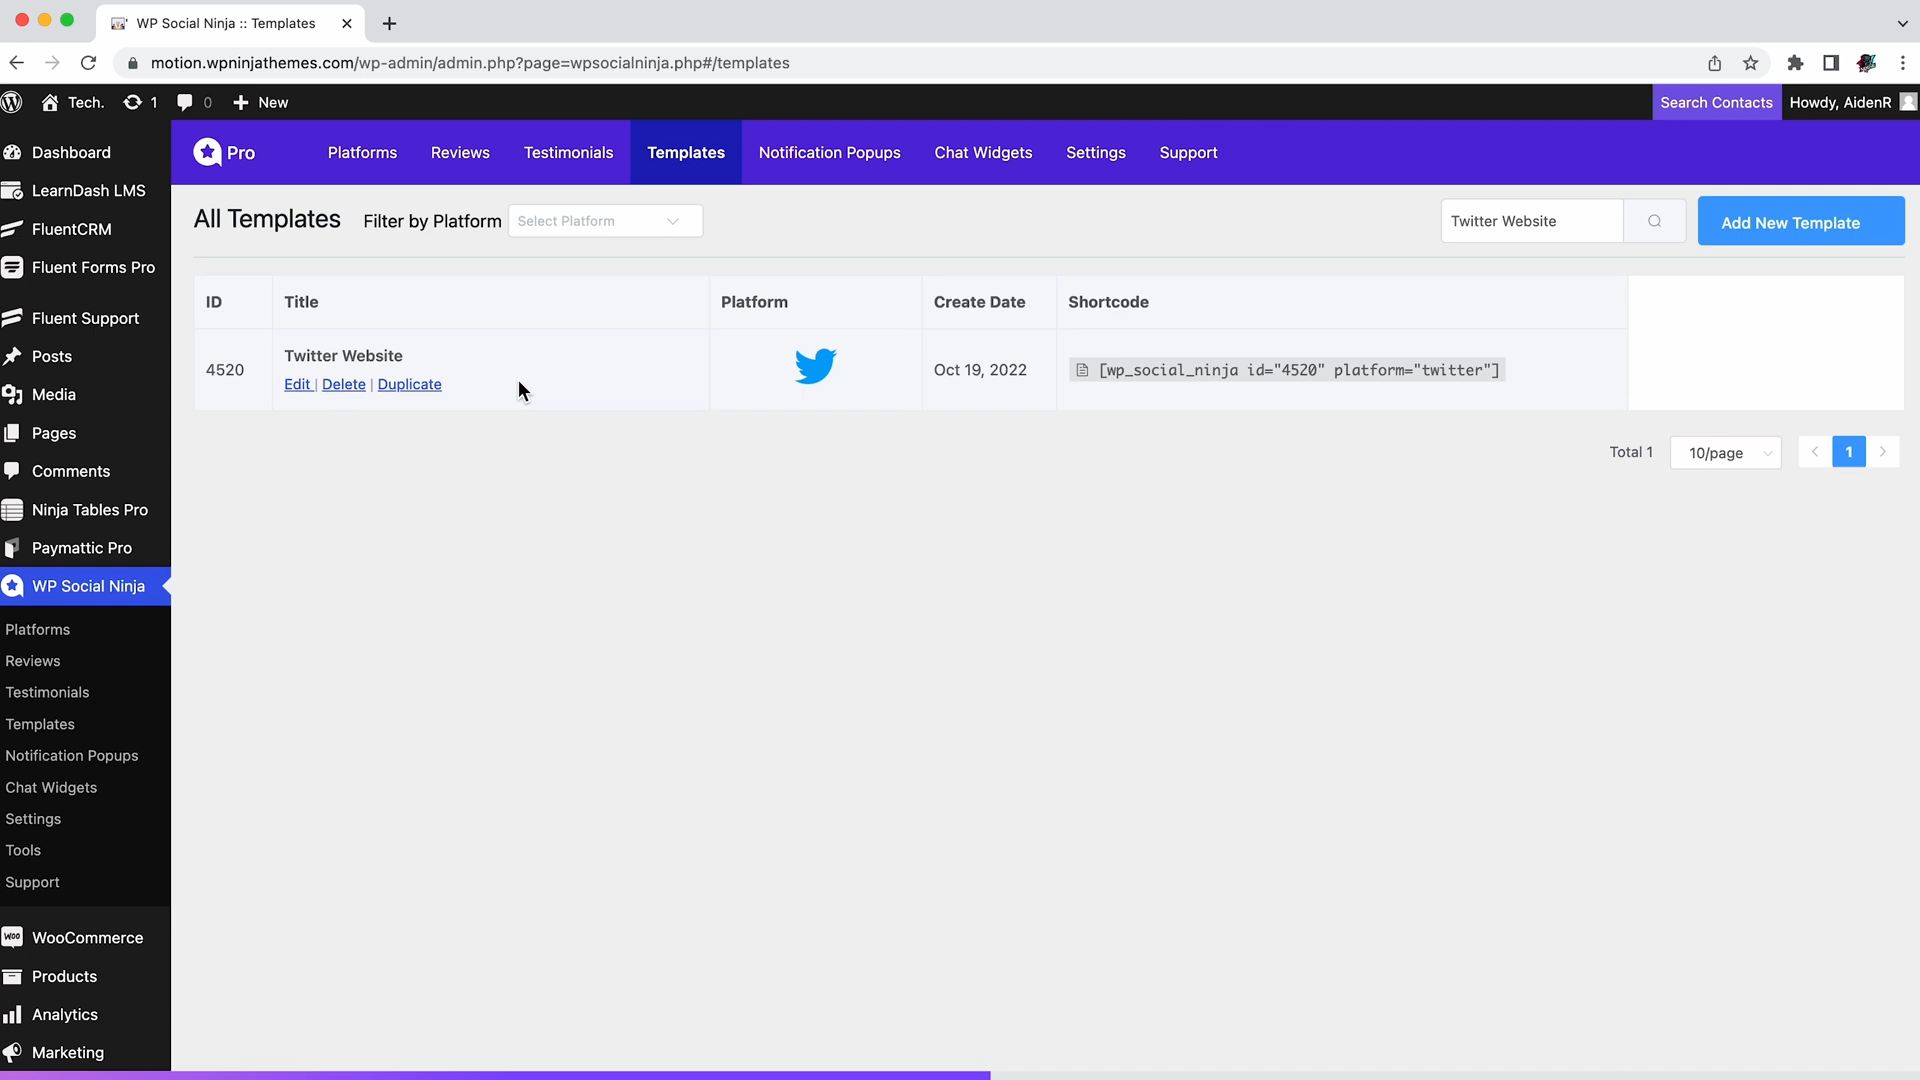 WP Social Ninja :: Templates
motion.wpninjathemes.com/wp-admin/admin.php?page=wpsocialninja.php#/templates
Tech. 1 0 New Search Contacts Howdy, AidenR
Pro Platforms Reviews Testimonials Templates Notification Popups Chat Widgets Settings Support
Dashboard
LearnDash LMS
FluentCRM
Fluent Forms Pro
Fluent Support
Posts
Media
Pages
Comments
Ninja Tables Pro
Paymattic Pro
WP Social Ninja
Platforms
Reviews
Testimonials
Templates
Notification Popups
Chat Widgets
Settings
Tools
Support
WooCommerce
Products
Analytics
Marketing
All Templates Filter by Platform Select Platform Twitter Website Add New Template
ID Title Platform Create Date Shortcode
4520 Twitter Website Oct 19, 2022 [wp_social_ninja id="4520" platform="twitter"]
Edit | Delete | Duplicate
Total 1 10/page 1